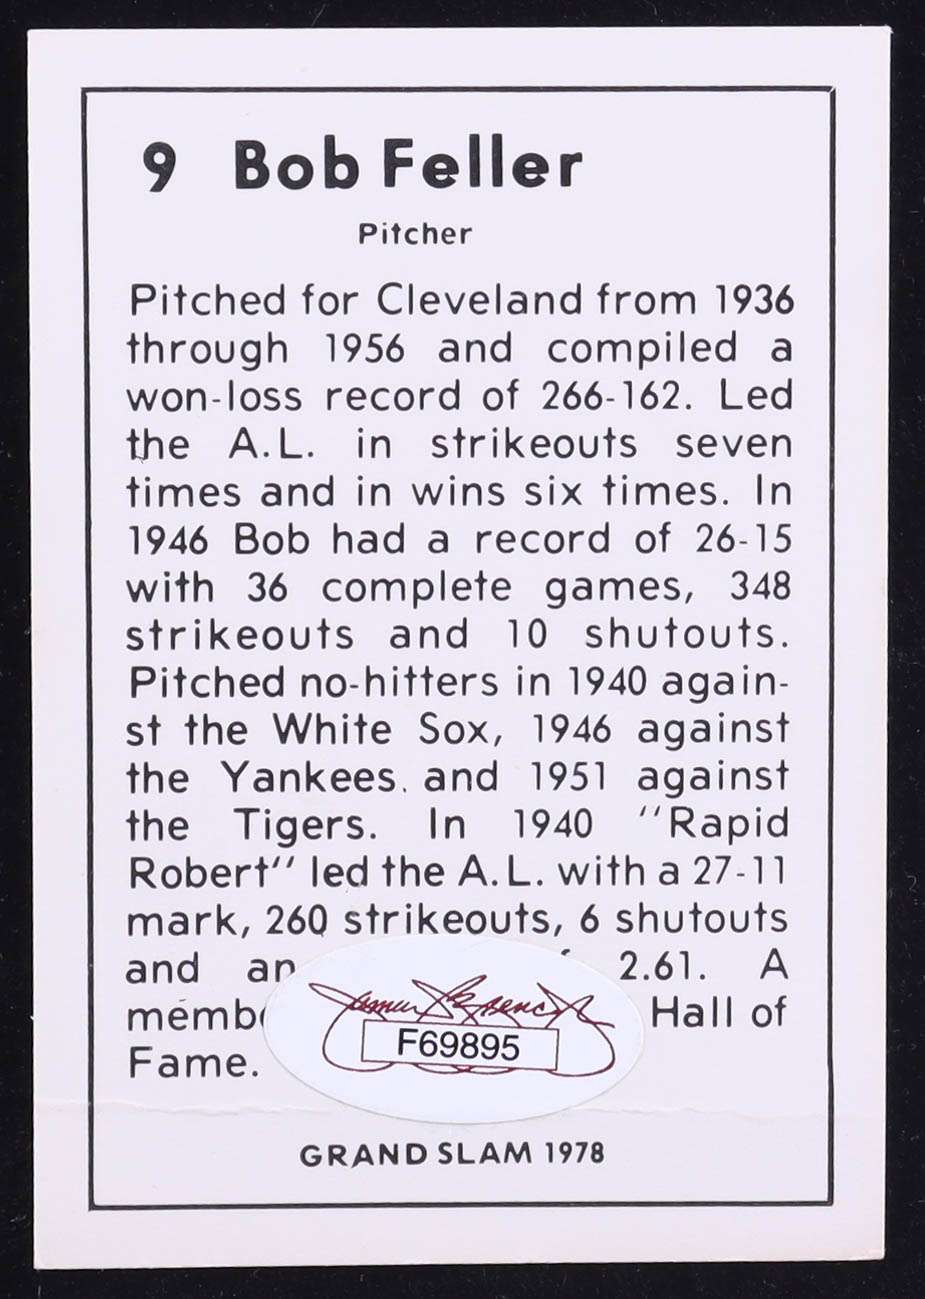 9 Bob Feller
Pitcher
Pitched for Cleveland from 1936
through 1956 and compiled a
won-loss record of 266-162. Led
the A.L. in strikeouts seven
times and in wins six times. In
1946 Bob had a record of 26-15
with 36 complete games, 348
strikeouts and 10 shutouts.
Pitched no-hitters in 1940 again-
st the White Sox, 1946 against
the Yankees. and 1951 against
the Tigers. In 1940 "Rapid
Robert" led the A.L. with a 27-11
mark, 260 strikeouts, 6 shutouts
and an 2.61. A
memb Hall of
Fame.
F69895
GRAND SLAM 1978